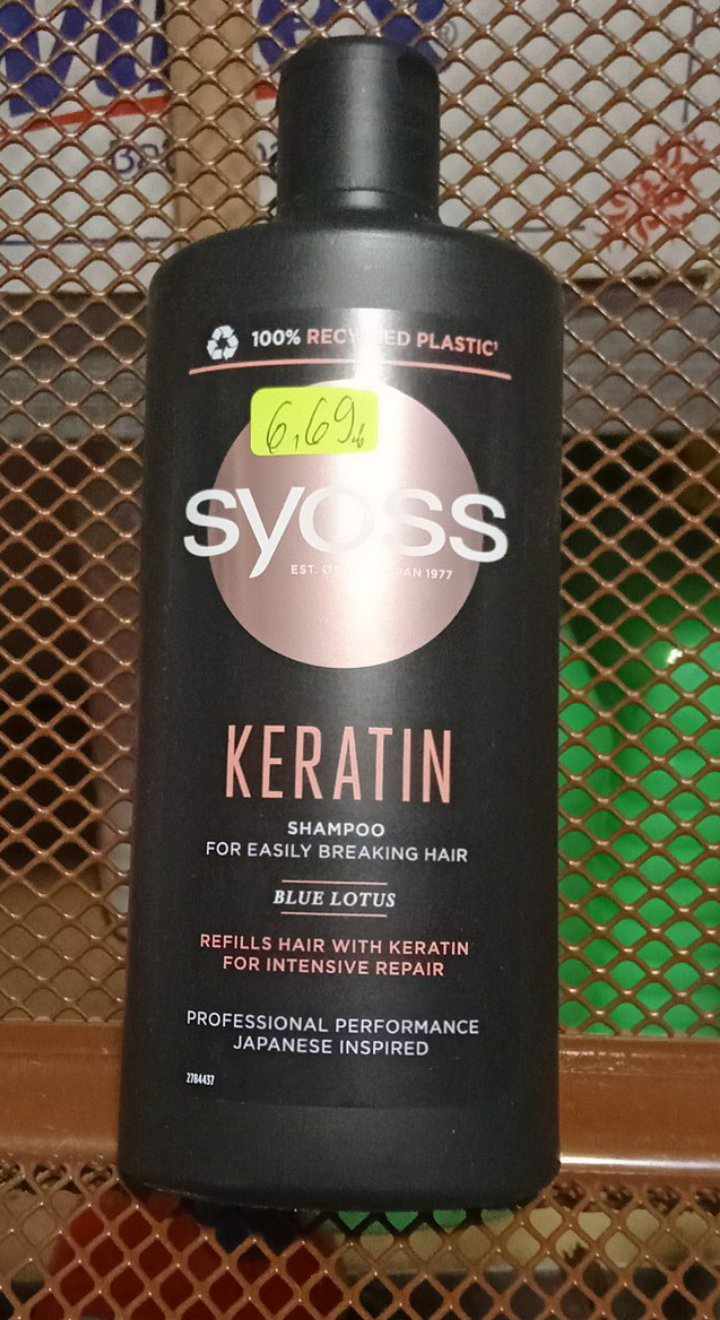 100% PLASTIC¹
6,69
syoss
EST. 1977
KERATIN
SHAMPOO
FOR EASILY BREAKING HAIR
BLUE LOTUS
REFILLS HAIR WITH KERATIN
FOR INTENSIVE REPAIR
PROFESSIONAL PERFORMANCE
JAPANESE INSPIRED
2784437